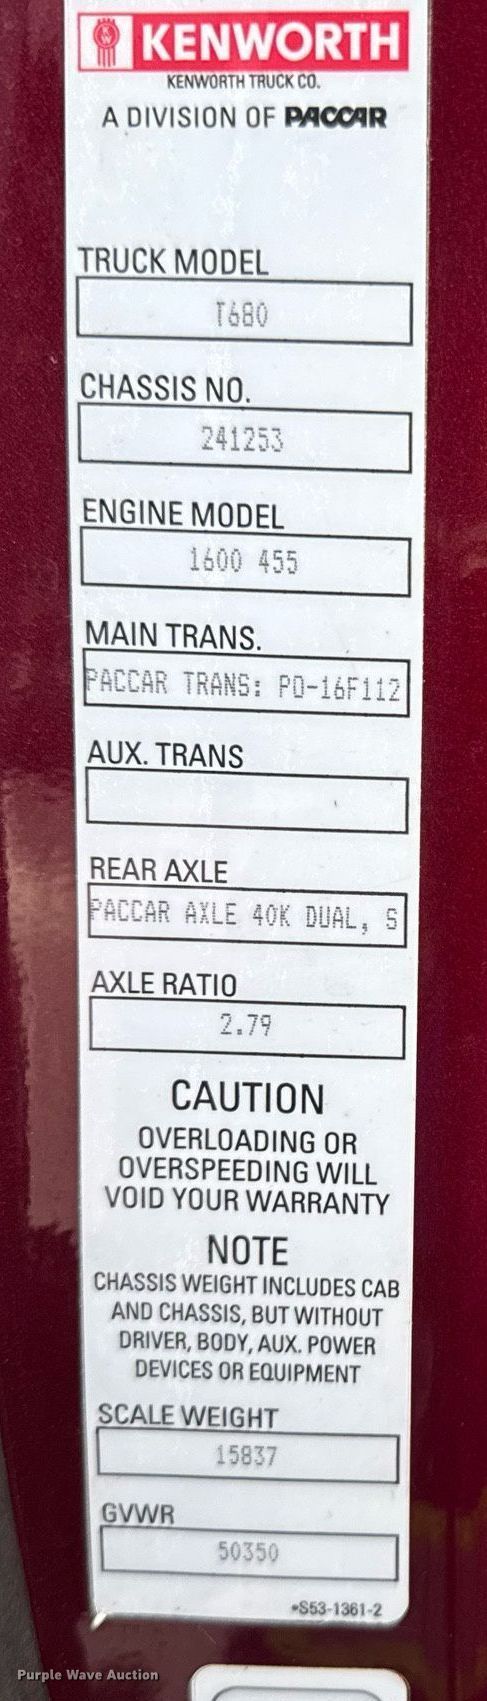 KENWORTH
KENWORTH TRUCK CO.
A DIVISION OF PACCAR
TRUCK MODEL
T680
CHASSIS NO.
241253
ENGINE MODEL
1600 455
MAIN TRANS.
PACCAR TRANS: PO-16F112
AUX. TRANS
REAR AXLE
PACCAR AXLE 40K DUAL, S
AXLE RATIO
2.79
CAUTION
OVERLOADING OR
OVERSPEEDING WILL
VOID YOUR WARRANTY
NOTE
CHASSIS WEIGHT INCLUDES CAB
AND CHASSIS, BUT WITHOUT
DRIVER, BODY, AUX. POWER
DEVICES OR EQUIPMENT
SCALE WEIGHT
15837
GVWR
50350
•S53-1361-2
Purple Wave Auction